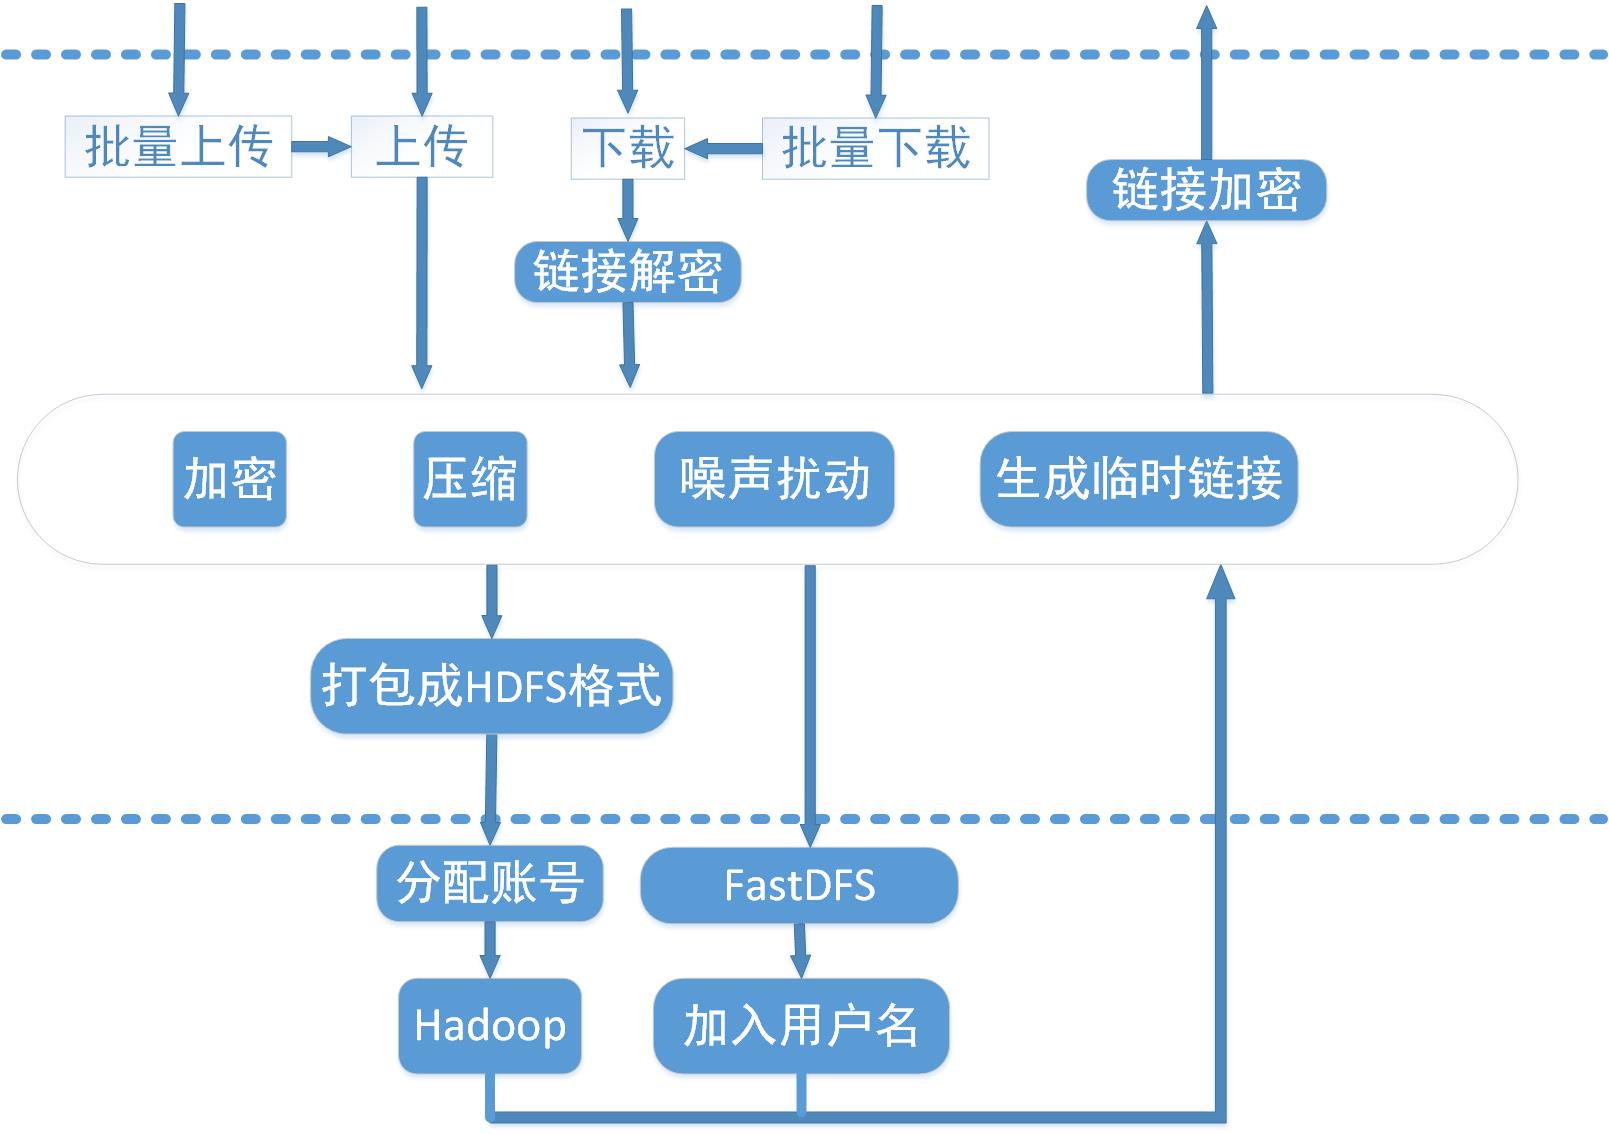 批量上传
上传
下载
批量下载
链接加密
链接解密
加密
压缩
噪声扰动
生成临时链接
打包成HDFS格式
分配账号
FastDFS
Hadoop
加入用户名